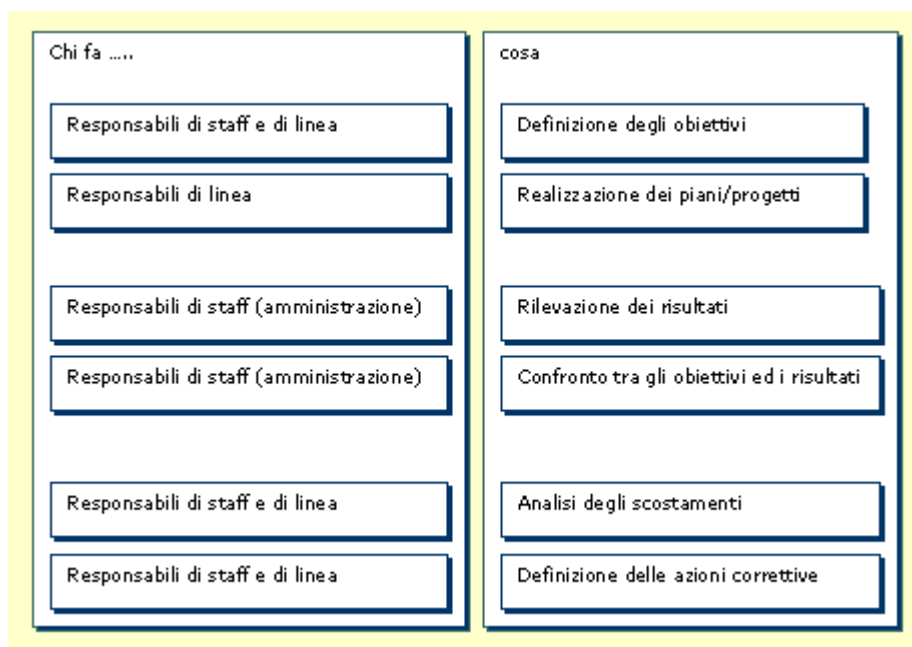 Chi fa .....
cosa
Responsabili di staff e di linea
Definizione degli obiettivi
Responsabili di linea
Realizzazione dei piani/progetti
Responsabili di staff (amministrazione)
Rilevazione dei risultati
Responsabili di staff (amministrazione)
Confronto tra gli obiettivi ed i risultati
Responsabili di staff e di linea
Analisi degli scostamenti
Responsabili di staff e di linea
Definizione delle azioni correttive